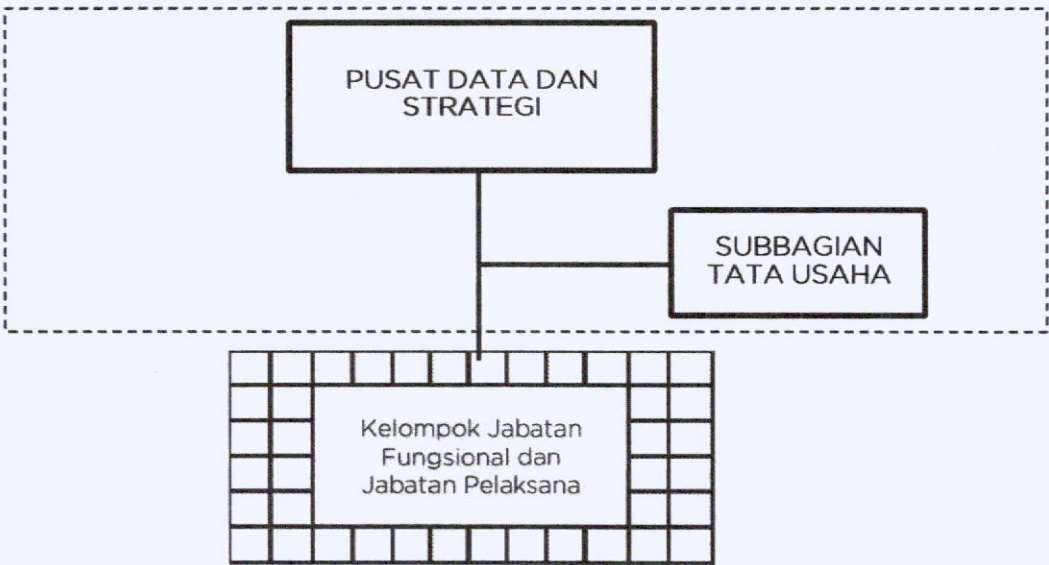 PUSAT DATA DAN
STRATEGI
SUBBAGIAN
TATA USAHA
Kelompok Jabatan
Fungsional dan
Jabatan Pelaksana